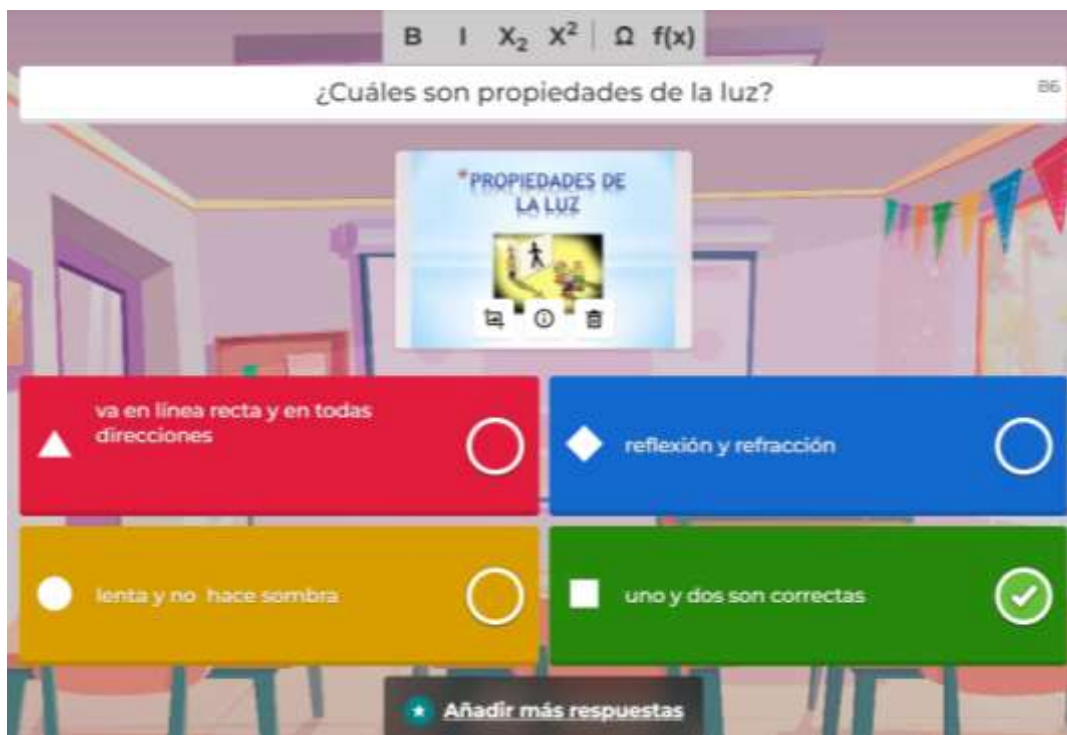 B I X₂ X² Ω f(x)
¿Cuáles son propiedades de la luz?
86
*PROPIEDADES DE
LA LUZ
va en línea recta y en todas
direcciones
reflexión y refracción
lenta y no hace sombra
uno y dos son correctas
Añadir más respuestas